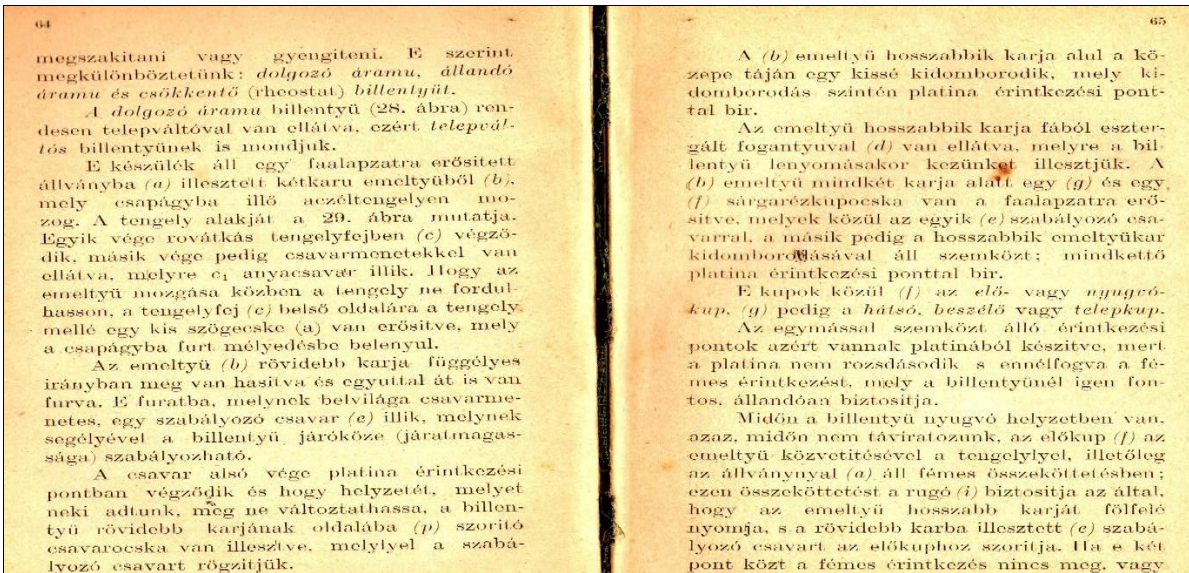 64
megszakitani vagy gyengiteni. E szerint
megkülönböztetünk: dolgozó áramu, állandó
áramu és csökkentő (rheostat) billentyüt.
A dolgozó áramu billentyü (28. ábra) ren-
desen telepváltóval van ellátva, ezért telepvál-
tós billentyünek is mondjuk.
E készülék áll egy faalapzatra erősitett
állványba (a) illesztett kétkaru emeltyüből (b),
mely csapágyba illő aczéltengelyen mo-
zog. A tengely alakját a 29. ábra mutatja.
Egyik vége rovátkás tengelyfejben (c) végző-
dik, másik vége pedig csavarmenetekkel van
ellátva, melyre c₁ anyacsavar illik. Hogy az
emeltyü mozgása közben a tengely ne fordul-
hasson, a tengelyfej (c) belső oldalára a tengely
mellé egy kis szögecske (a) van erősitve, mely
a csapágyba furt mélyedésbe belenyul.
Az emeltyü (b) rövidebb karja függélyes
irányban meg van hasitva és egyuttal át is van
furva. E furatba, melynek belvilága csavarme-
netes, egy szabályozó csavar (e) illik, melynek
segélyével a billentyü járóköze (járatmagas-
sága) szabályozható.
A csavar alsó vége platina érintkezési
pontban végződik és hogy helyzetét, melyet
neki adtunk, meg ne változtathassa, a billen-
tyü rövidebb karjának oldalába (p) szoritó
csavarocska van illesztve, melylyel a szabá-
lyozó csavart rögzitjük.
65
A (b) emeltyü hosszabbik karja alul a kö-
zepe táján egy kissé kidomborodik, mely ki-
domborodás szintén platina érintkezési pont-
tal bir.
Az emeltyü hosszabbik karja fából eszter-
gált fogantyuval (d) van ellátva, melyre a bil-
lentyü lenyomásakor kezünket illesztjük. A
(b) emeltyü mindkét karja alatt egy (g) és egy
(f) sárgarézkupocska van a faalapzatra erő-
sitve, melyek közül az egyik (e) szabályozó csa-
varral, a másik pedig a hosszabbik emeltyükar
kidomborodásával áll szemközt; mindkettő
platina érintkezési ponttal bir.
E kupok közül (f) az elő- vagy nyugvó-
kup, (g) pedig a hátsó, beszélő vagy telepkup.
Az egymással szemközt álló érintkezési
pontok azért vannak platinából készitve, mert
a platina nem rozsdásodik s ennélfogva a fé-
mes érintkezést, mely a billentyünél igen fon-
tos, állandóan biztositja.
Midőn a billentyü nyugvó helyzetben van,
azaz, midőn nem táviratozunk, az előkup (f) az
emeltyü közvetitésével a tengelylyel, illetőleg
az állványnyal (a) áll fémes összeköttetésben;
ezen összeköttetést a rugó (i) biztositja az által,
hogy az emeltyü hosszabb karját fölfelé
nyomja, s a rövidebb karba illesztett (e) szabá-
lyozó csavart az előkuphoz szoritja. Ha e két
pont közt a fémes érintkezés nincs meg, vagy